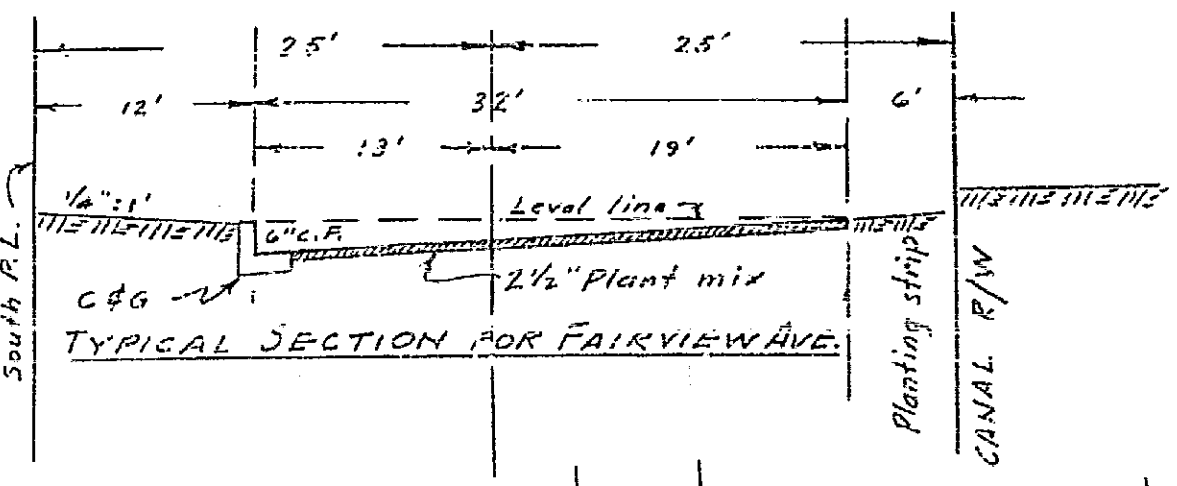 25' 25'
12' 32' 6'
13' 19'
1/4":1'
Level line
6" C.F.
South P.L.
C & G
2 1/2" Plant mix
TYPICAL SECTION FOR FAIRVIEW AVE.
Planting strip
CANAL R/W